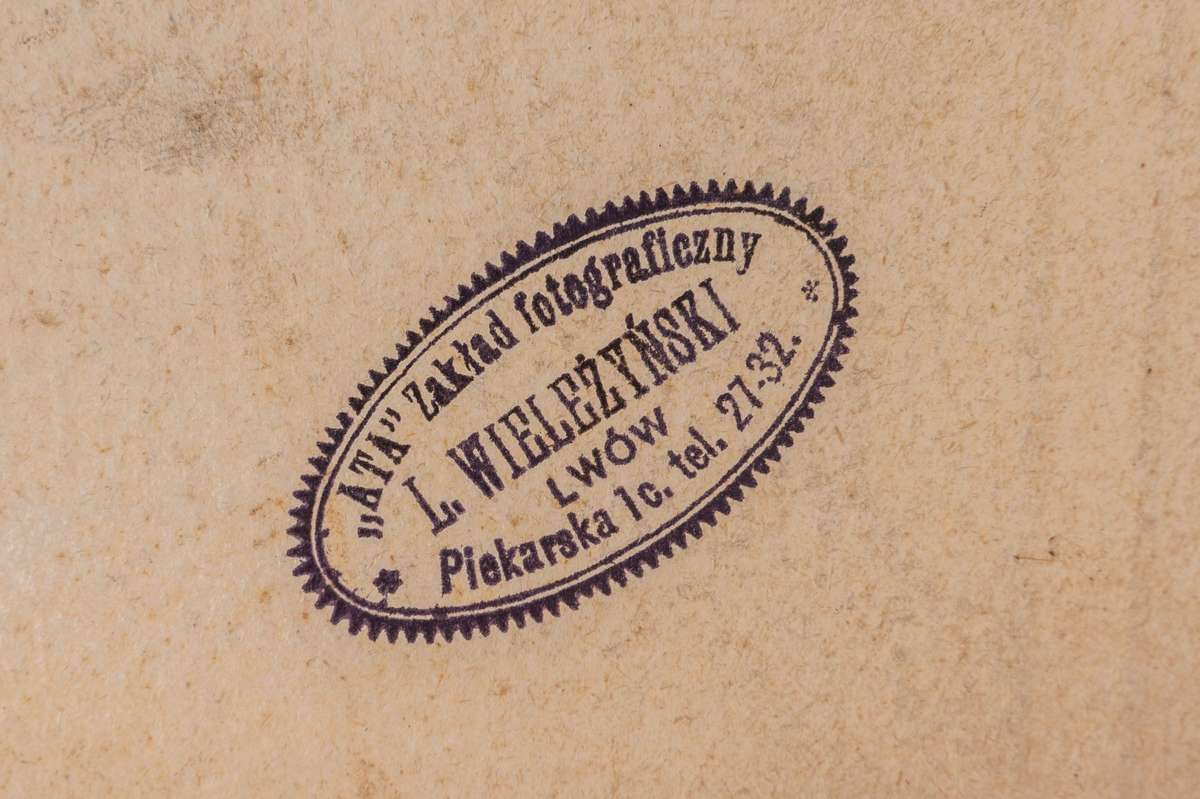 „ATA” Zakład fotograficzny
L. WIELEŻYŃSKI
LWÓW
Piekarska 1c. tel. 27-32.